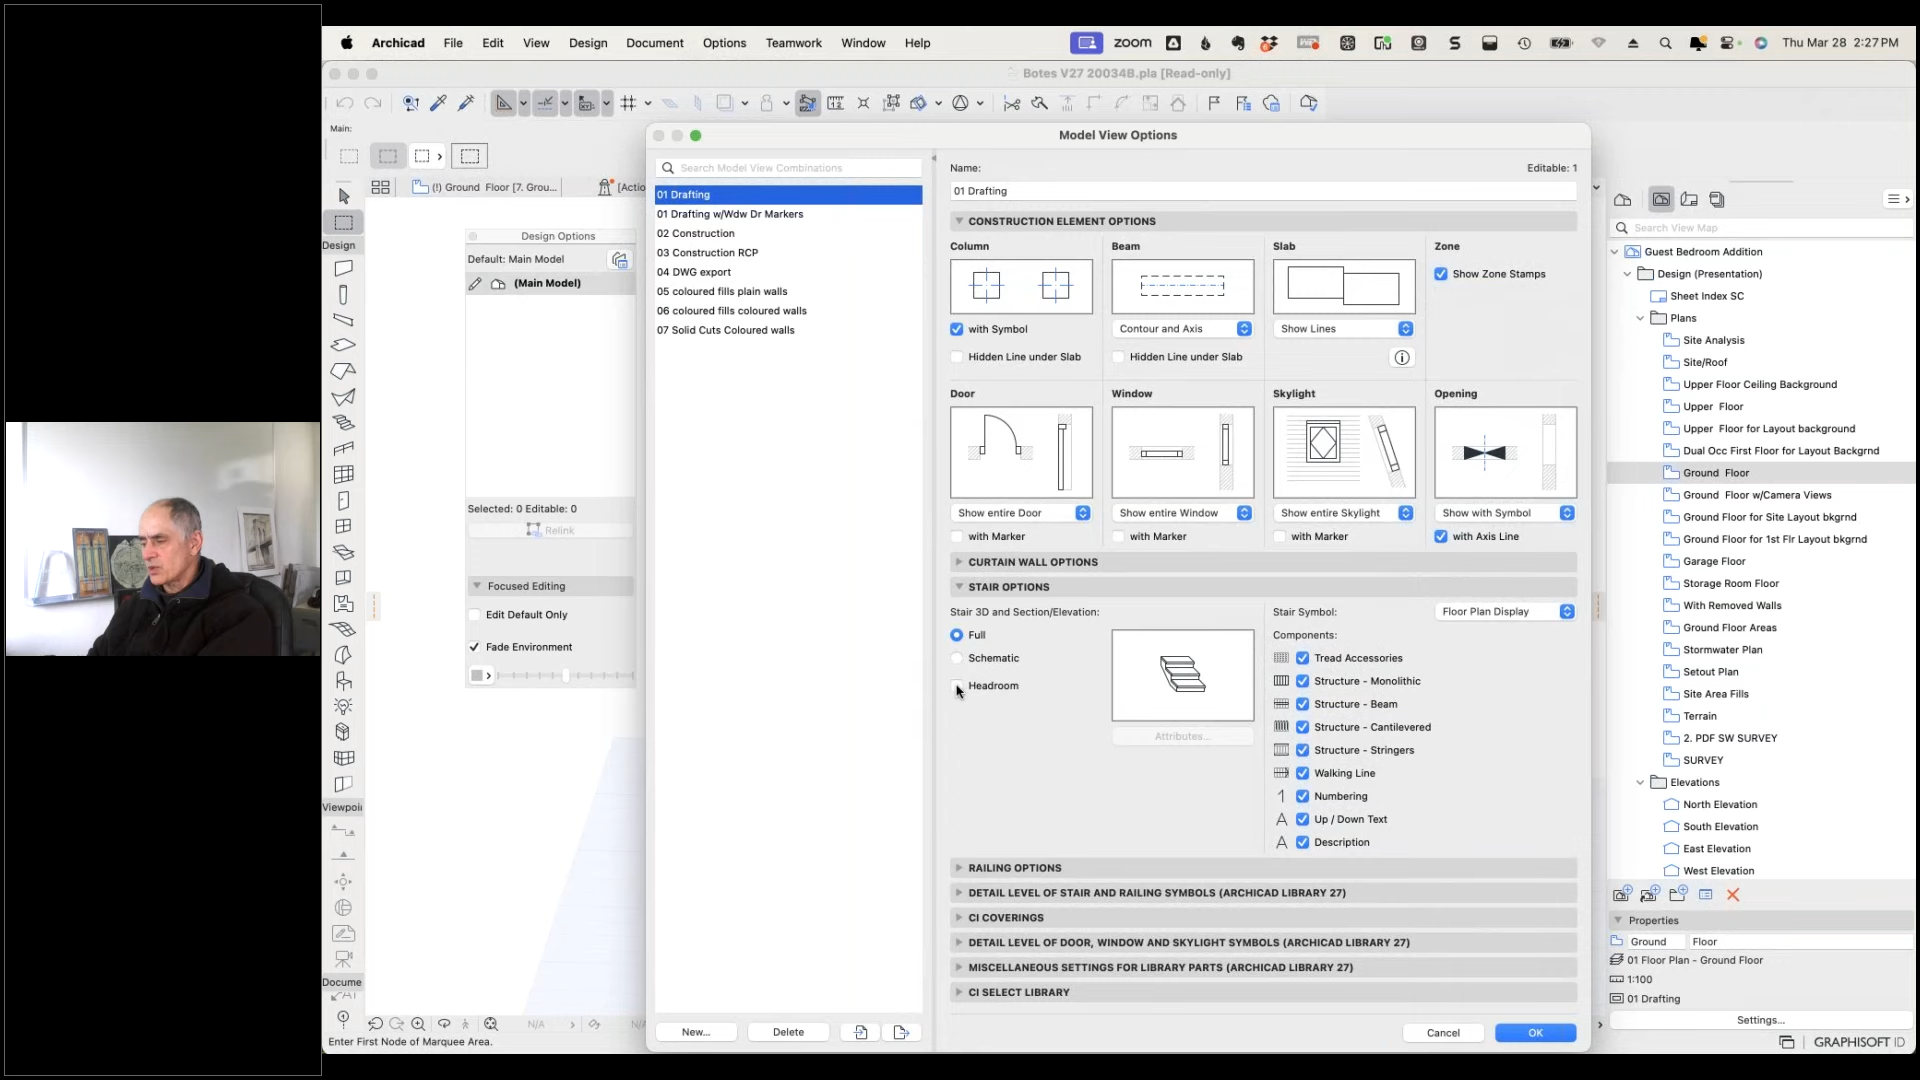 Archicad File Edit View Design Document Options Teamwork Window Help
zoom
Thu Mar 28 2:27 PM
Botes V27 20034B.pla [Read-only]
Main:
(!) Ground Floor [7. Grou...
[Actio
Design
Viewpoi
Docume
Design Options
Default: Main Model
(Main Model)
Selected: 0 Editable: 0
Relink
Focused Editing
Edit Default Only
Fade Environment
N/A
N/A
Enter First Node of Marquee Area.
Model View Options
Search Model View Combinations
01 Drafting
01 Drafting w/Wdw Dr Markers
02 Construction
03 Construction RCP
04 DWG export
05 coloured fills plain walls
06 coloured fills coloured walls
07 Solid Cuts Coloured walls
New...
Delete
Name:
Editable: 1
01 Drafting
CONSTRUCTION ELEMENT OPTIONS
Column
Beam
Slab
Zone
Show Zone Stamps
with Symbol
Contour and Axis
Show Lines
Hidden Line under Slab
Hidden Line under Slab
Door
Window
Skylight
Opening
Show entire Door
Show entire Window
Show entire Skylight
Show with Symbol
with Marker
with Marker
with Marker
with Axis Line
CURTAIN WALL OPTIONS
STAIR OPTIONS
Stair 3D and Section/Elevation:
Full
Schematic
Headroom
Attributes...
Stair Symbol:
Floor Plan Display
Components:
Tread Accessories
Structure - Monolithic
Structure - Beam
Structure - Cantilevered
Structure - Stringers
Walking Line
1 Numbering
A Up / Down Text
A Description
RAILING OPTIONS
DETAIL LEVEL OF STAIR AND RAILING SYMBOLS (ARCHICAD LIBRARY 27)
CI COVERINGS
DETAIL LEVEL OF DOOR, WINDOW AND SKYLIGHT SYMBOLS (ARCHICAD LIBRARY 27)
MISCELLANEOUS SETTINGS FOR LIBRARY PARTS (ARCHICAD LIBRARY 27)
CI SELECT LIBRARY
Cancel
OK
Search View Map
Guest Bedroom Addition
Design (Presentation)
Sheet Index SC
Plans
Site Analysis
Site/Roof
Upper Floor Ceiling Background
Upper Floor
Upper Floor for Layout background
Dual Occ First Floor for Layout Backgrnd
Ground Floor
Ground Floor w/Camera Views
Ground Floor for Site Layout bkgrnd
Ground Floor for 1st Flr Layout bkgrnd
Garage Floor
Storage Room Floor
With Removed Walls
Ground Floor Areas
Stormwater Plan
Setout Plan
Site Area Fills
Terrain
2. PDF SW SURVEY
SURVEY
Elevations
North Elevation
South Elevation
East Elevation
West Elevation
Properties
Ground Floor
01 Floor Plan - Ground Floor
1:100
01 Drafting
Settings...
GRAPHISOFT ID